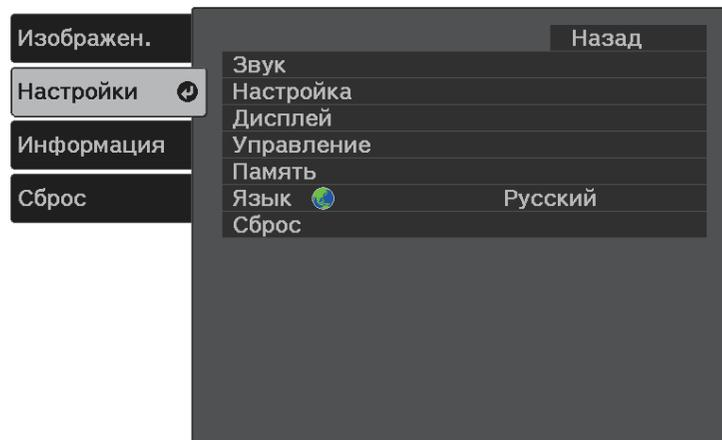 Изображен.
Настройки
Информация
Сброс
Назад
Звук
Настройка
Дисплей
Управление
Память
Язык Русский
Сброс